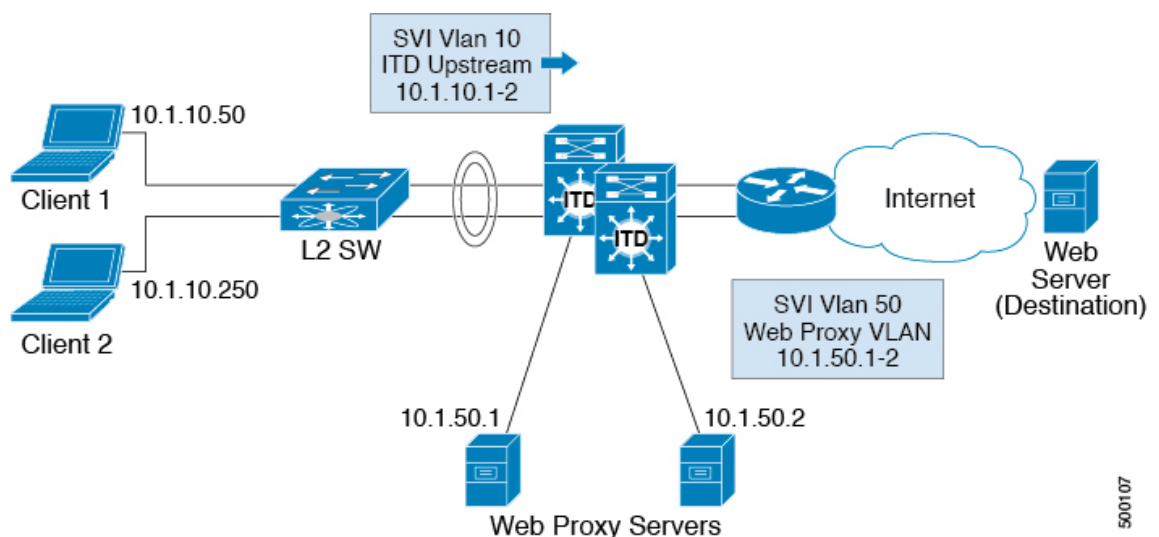 SVI Vlan 10
ITD Upstream
10.1.10.1-2
10.1.10.50
Client 1
L2 SW
10.1.10.250
Client 2
ITD
ITD
Internet
Web
Server
(Destination)
SVI Vlan 50
Web Proxy VLAN
10.1.50.1-2
10.1.50.1
10.1.50.2
Web Proxy Servers
500107